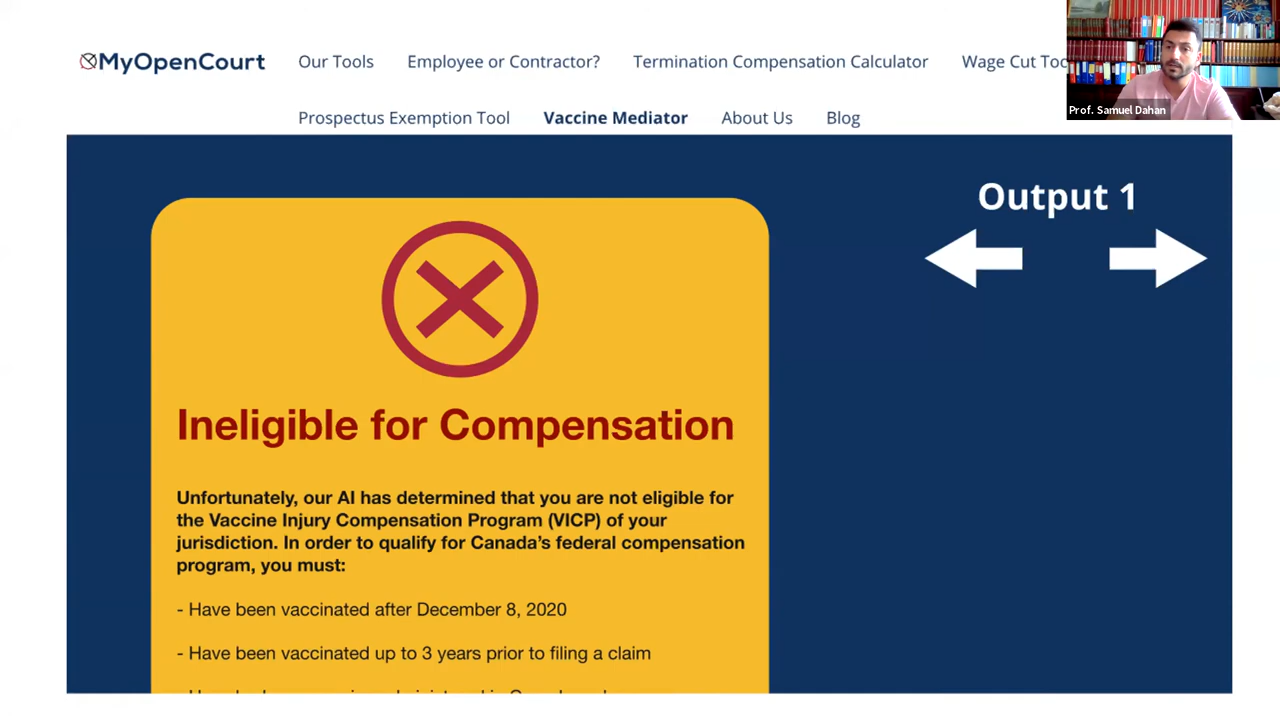 MyOpenCourt
Our Tools Employee or Contractor? Termination Compensation Calculator Wage Cut
Prof. Samuel Dahan
Prospectus Exemption Tool Vaccine Mediator About Us Blog
Output 1
Ineligible for Compensation
Unfortunately, our AI has determined that you are not eligible for
the Vaccine Injury Compensation Program (VICP) of your
jurisdiction. In order to qualify for Canada's federal compensation
program, you must:
- Have been vaccinated after December 8, 2020
- Have been vaccinated up to 3 years prior to filing a claim